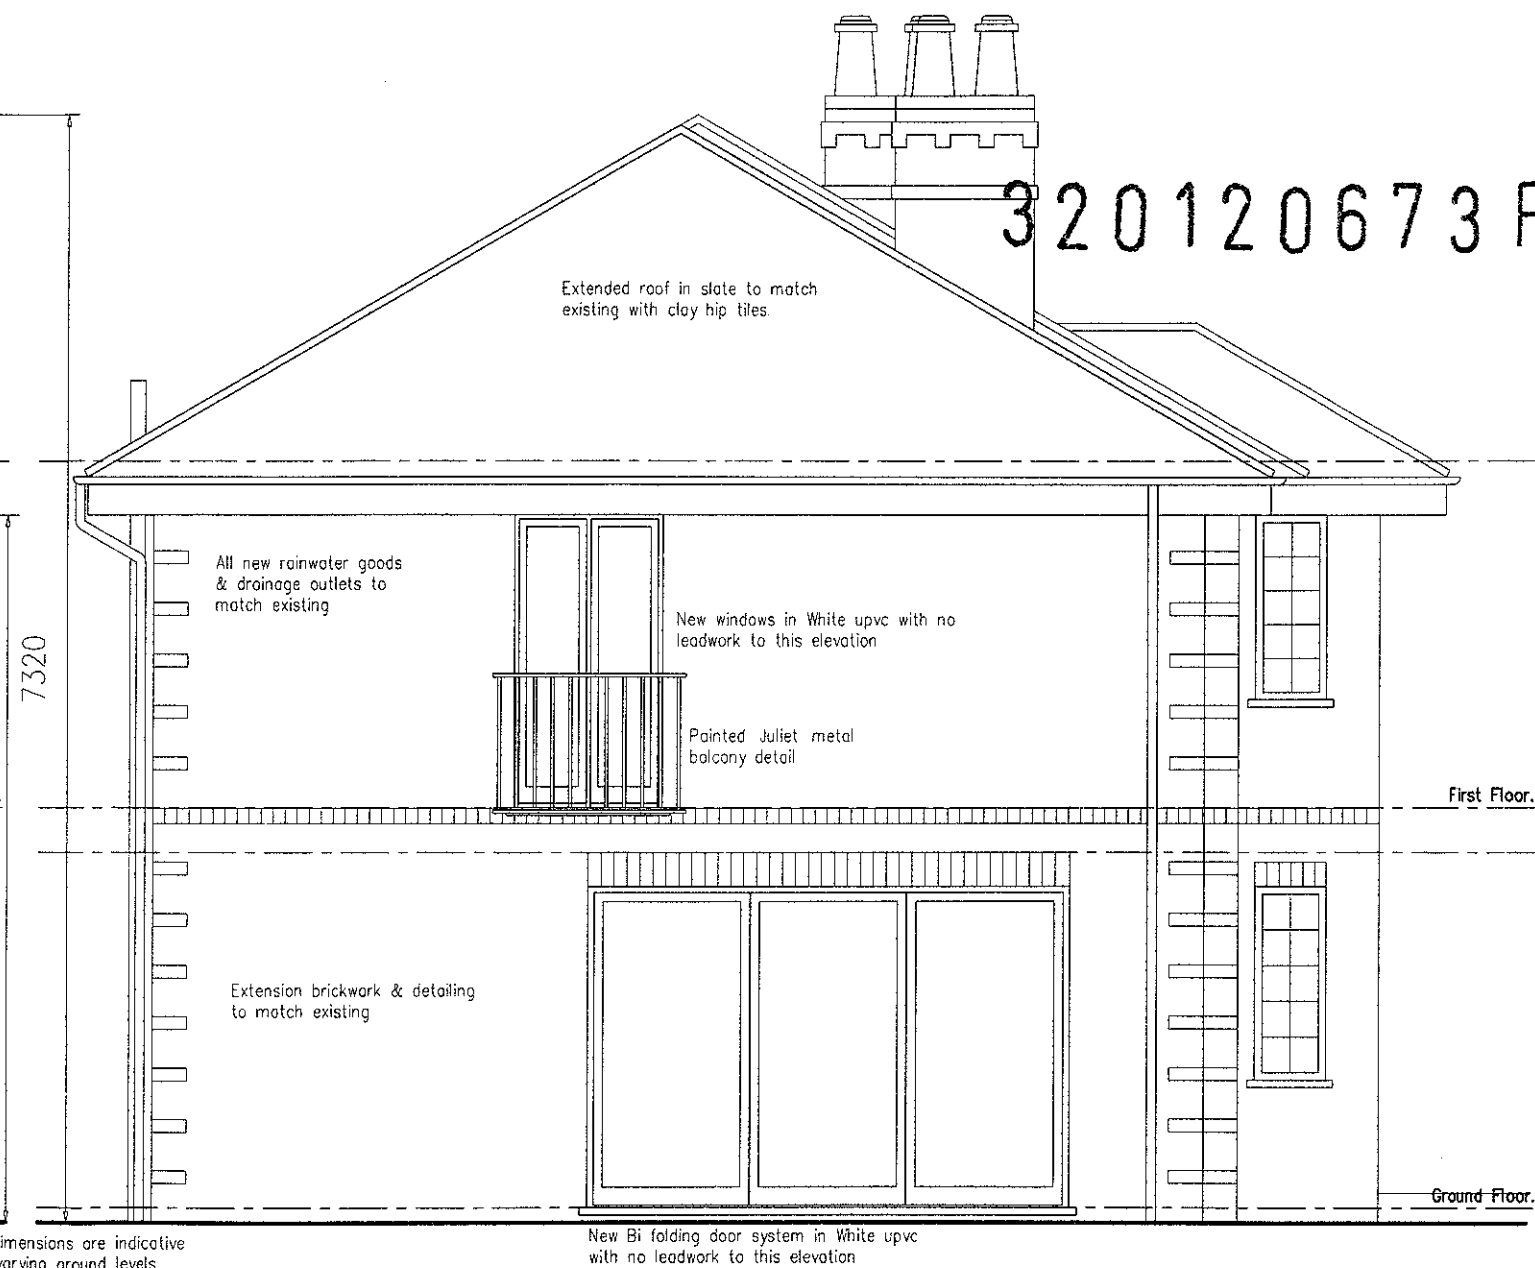 320120673
Extended roof in slate to match
existing with clay hip tiles.
All new rainwater goods
& drainage outlets to
match existing
New windows in White upvc with no
leadwork to this elevation
7320
Painted Juliet metal
balcony detail
First Floor.
Extension brickwork & detailing
to match existing
Ground Floor.
New Bi folding door system in White upvc
with no leadwork to this elevation
are indicative
ground levels